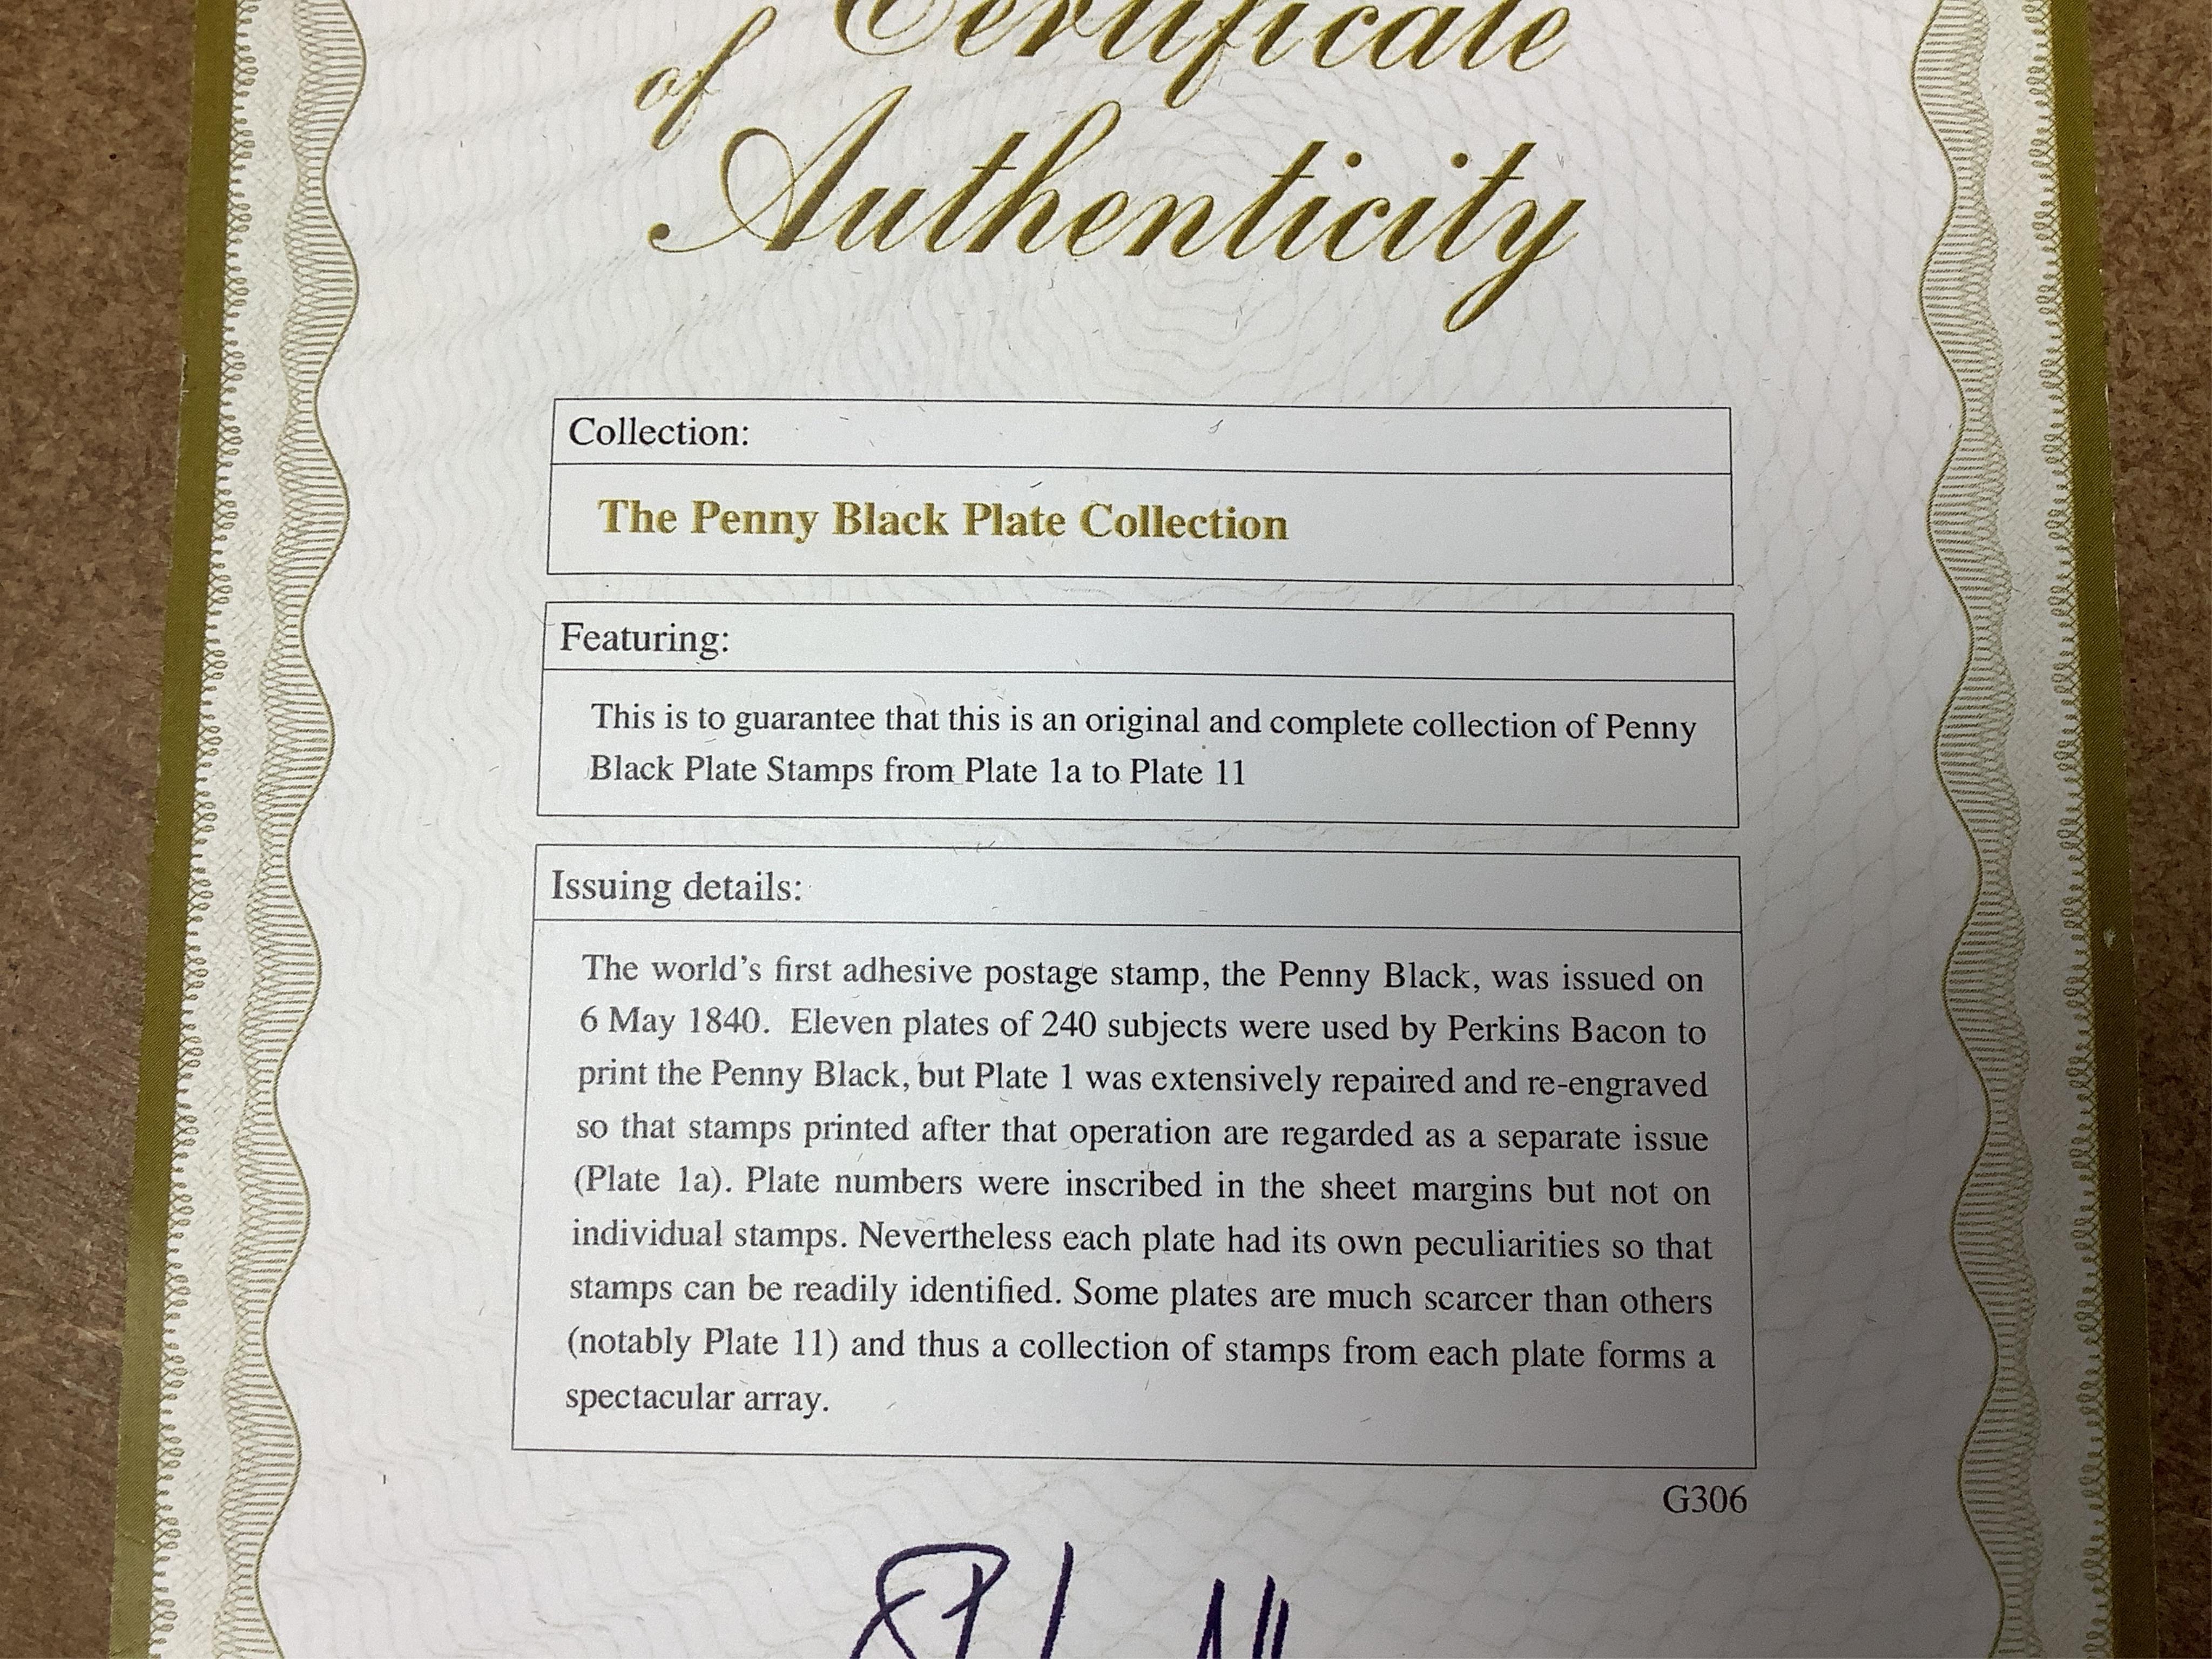 Certificate
of
Authenticity
Collection:
The Penny Black Plate Collection
Featuring:
This is to guarantee that this is an original and complete collection of Penny
Black Plate Stamps from Plate 1a to Plate 11
Issuing details:
The world's first adhesive postage stamp, the Penny Black, was issued on
6 May 1840. Eleven plates of 240 subjects were used by Perkins Bacon to
print the Penny Black, but Plate 1 was extensively repaired and re-engraved
so that stamps printed after that operation are regarded as a separate issue
(Plate 1a). Plate numbers were inscribed in the sheet margins but not on
individual stamps. Nevertheless each plate had its own peculiarities so that
stamps can be readily identified. Some plates are much scarcer than others
(notably Plate 11) and thus a collection of stamps from each plate forms a
spectacular array.
G306